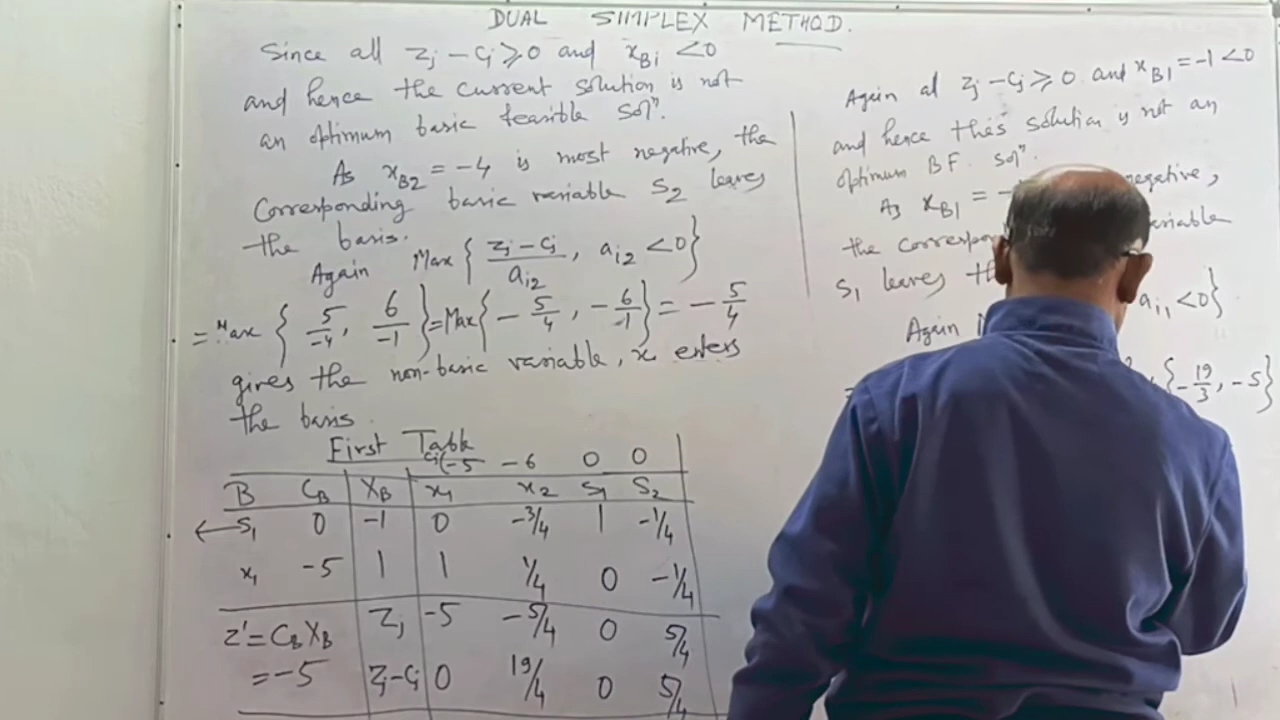 DUAL SIMPLEX METHOD.
Since all Zj - Cj ≥ 0 and xBi < 0
and hence the current solution is not
an optimum basic feasible Solⁿ.
As xB2 = -4 is most negative, the
Corresponding basic variable S2 leaves
the basis.
Again Max { (Zj - Cj)/ai2 , ai2 < 0 }
= Max { 5/-4, 6/-1 } = Max { -5/4, -6/1 } = -5/4
gives the non-basic variable, x1 enters
the basis.
First Table
Cj(-5 -6 0 0
B CB XB x1 x2 S1 S2
← S1 0 -1 0 -3/4 1 -1/4
x1 -5 1 1 1/4 0 -1/4
Z' = CB XB Zj -5 -5/4 0 5/4
= -5 Zj - Cj 0 19/4 0 5/4
Again all Zj - Cj ≥ 0 and xB1 = -1 < 0
and hence this solution is not an
optimum B F. Solⁿ.
As xB1 = - negative,
the
S1 leaves
Again ai1 < 0 }
{ -19/3, -5 }